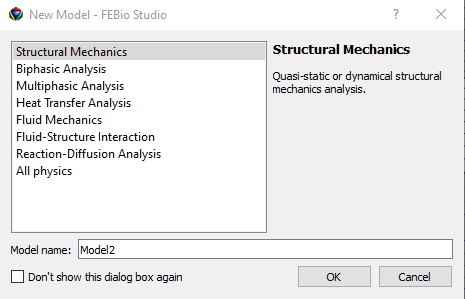 New Model - FEBio Studio
?
Structural Mechanics
Biphasic Analysis
Multiphasic Analysis
Heat Transfer Analysis
Fluid Mechanics
Fluid-Structure Interaction
Reaction-Diffusion Analysis
All physics
Structural Mechanics
Quasi-static or dynamical structural
mechanics analysis.
Model name: Model2
Don't show this dialog box again
OK
Cancel